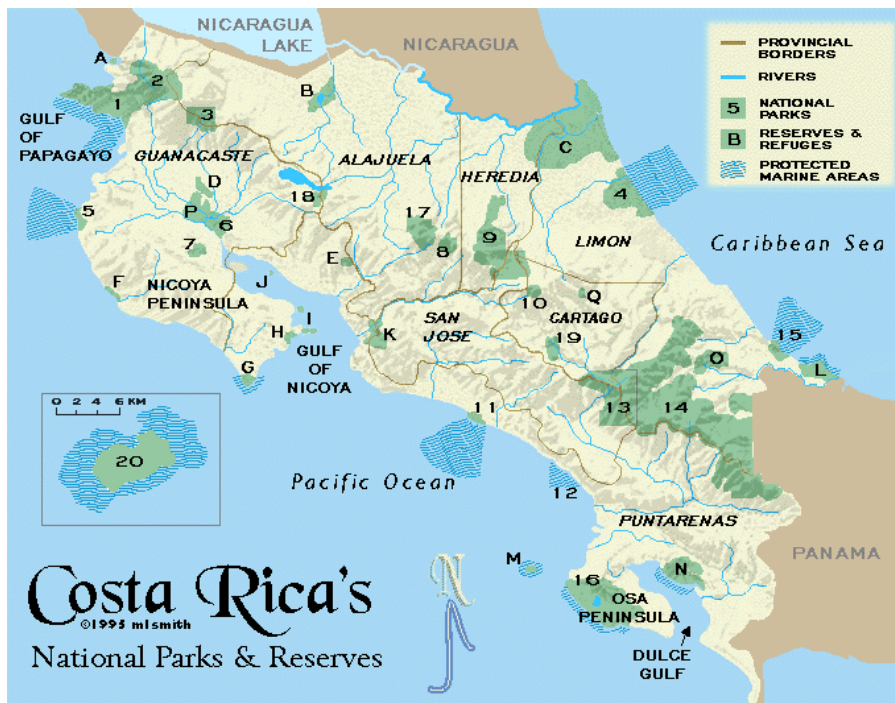 NICARAGUA
LAKE
NICARAGUA
PROVINCIAL
BORDERS
RIVERS
5 NATIONAL
PARKS
B RESERVES &
REFUGES
PROTECTED
MARINE AREAS
A
2
1
B
3
GULF
OF
PAPAGAYO
GUANACASTE
ALAJUELA
HEREDIA
C
D
18
4
P
5
6
17
LIMON
Caribbean Sea
7
8
9
E
F
NICOYA
PENINSULA
J
10
Q
SAN
JOSE
CARTAGO
I
H
K
19
15
GULF
OF
NICOYA
G
O
L
0 2 4 6 KM
11
13
14
20
Pacific Ocean
12
PUNTARENAS
PANAMA
M
16
N
OSA
PENINSULA
DULCE
GULF
N
Costa Rica's
©1995 mlsmith
National Parks & Reserves